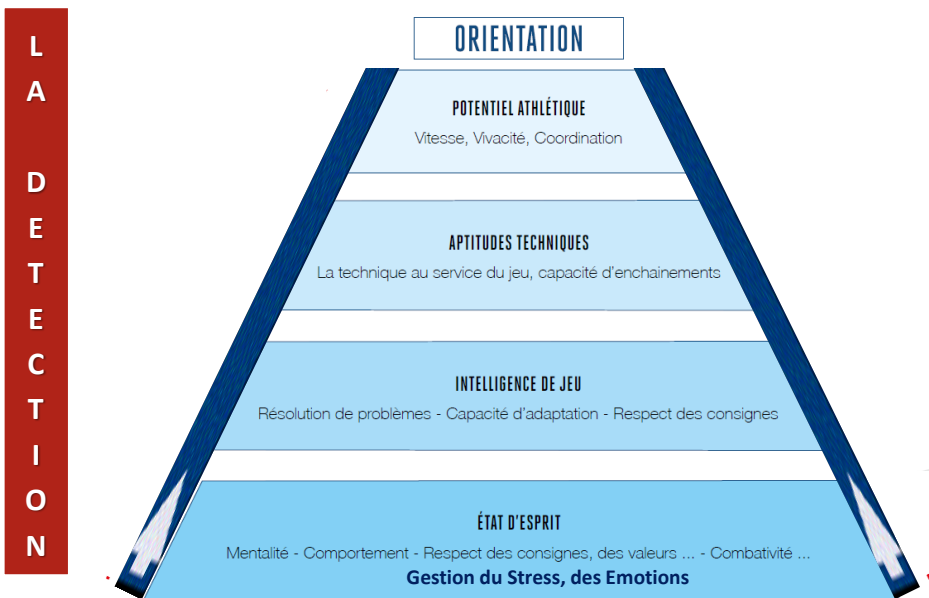 LA DETECTION
ORIENTATION
POTENTIEL ATHLÉTIQUE
Vitesse, Vivacité, Coordination
APTITUDES TECHNIQUES
La technique au service du jeu, capacité d'enchainements
INTELLIGENCE DE JEU
Résolution de problèmes - Capacité d'adaptation - Respect des consignes
ÉTAT D'ESPRIT
Mentalité - Comportement - Respect des consignes, des valeurs ... - Combativité ...
Gestion du Stress, des Emotions